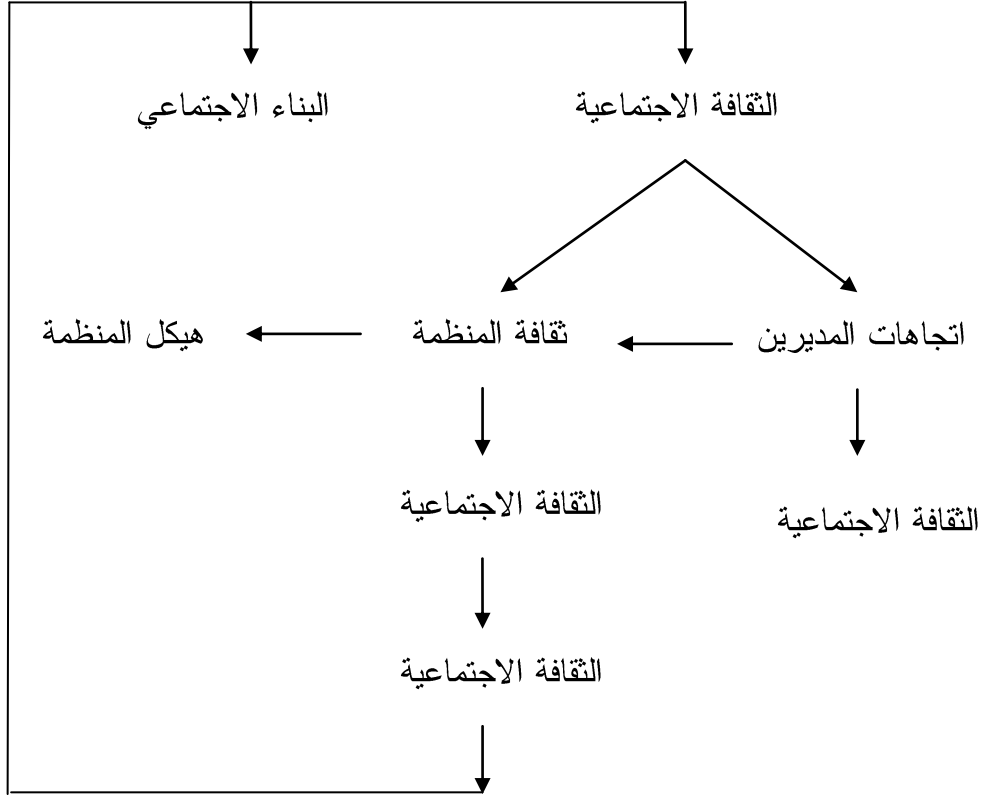 الثقافة الاجتماعية
البناء الاجتماعي
اتجاهات المديرين
ثقافة المنظمة
هيكل المنظمة
الثقافة الاجتماعية
الثقافة الاجتماعية
الثقافة الاجتماعية